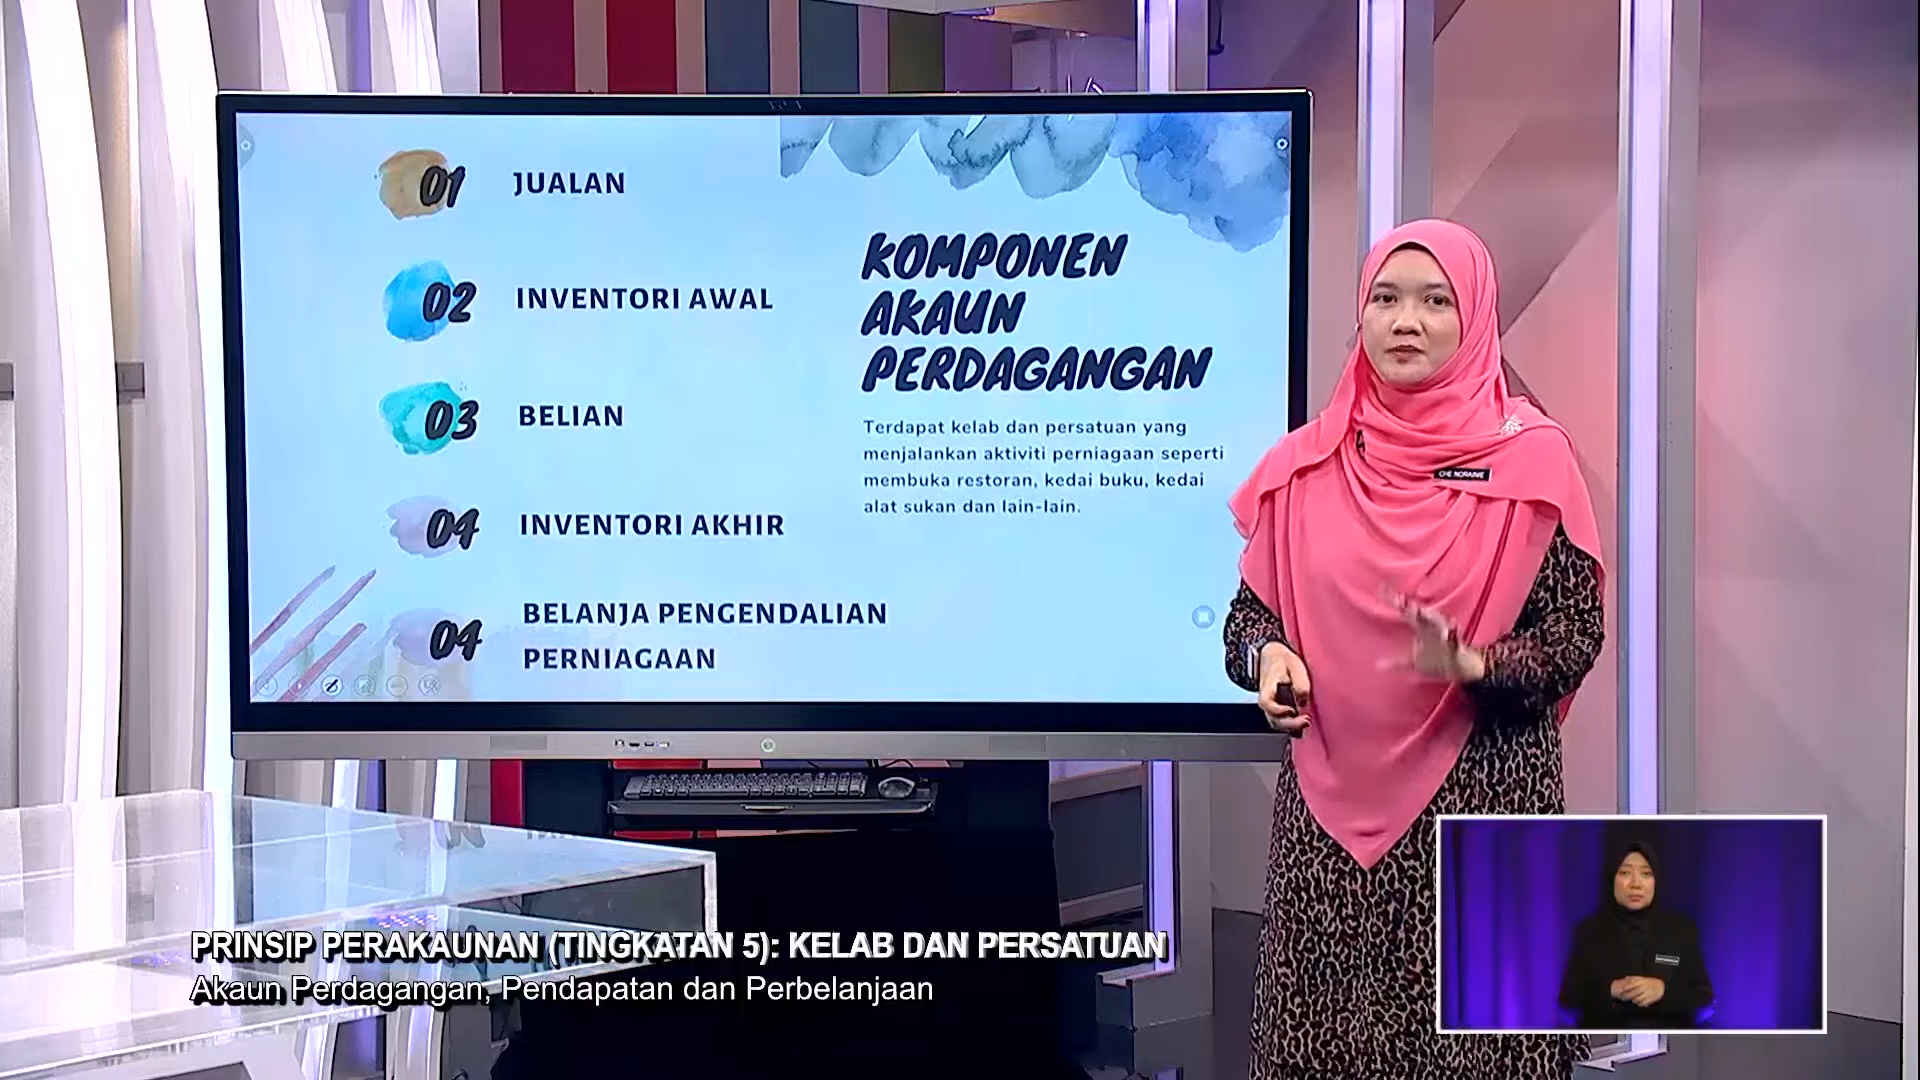 01 JUALAN
02 INVENTORI AWAL
03 BELIAN
04 INVENTORI AKHIR
04 BELANJA PENGENDALIAN
PERNIAGAAN
KOMPONEN
AKAUN
PERDAGANGAN
Terdapat kelab dan persatuan yang
menjalankan aktiviti perniagaan seperti
membuka restoran, kedai buku, kedai
alat sukan dan lain-lain.
CHE NORAINIE
PRINSIP PERAKAUNAN (TINGKATAN 5): KELAB DAN PERSATUAN
Akaun Perdagangan, Pendapatan dan Perbelanjaan